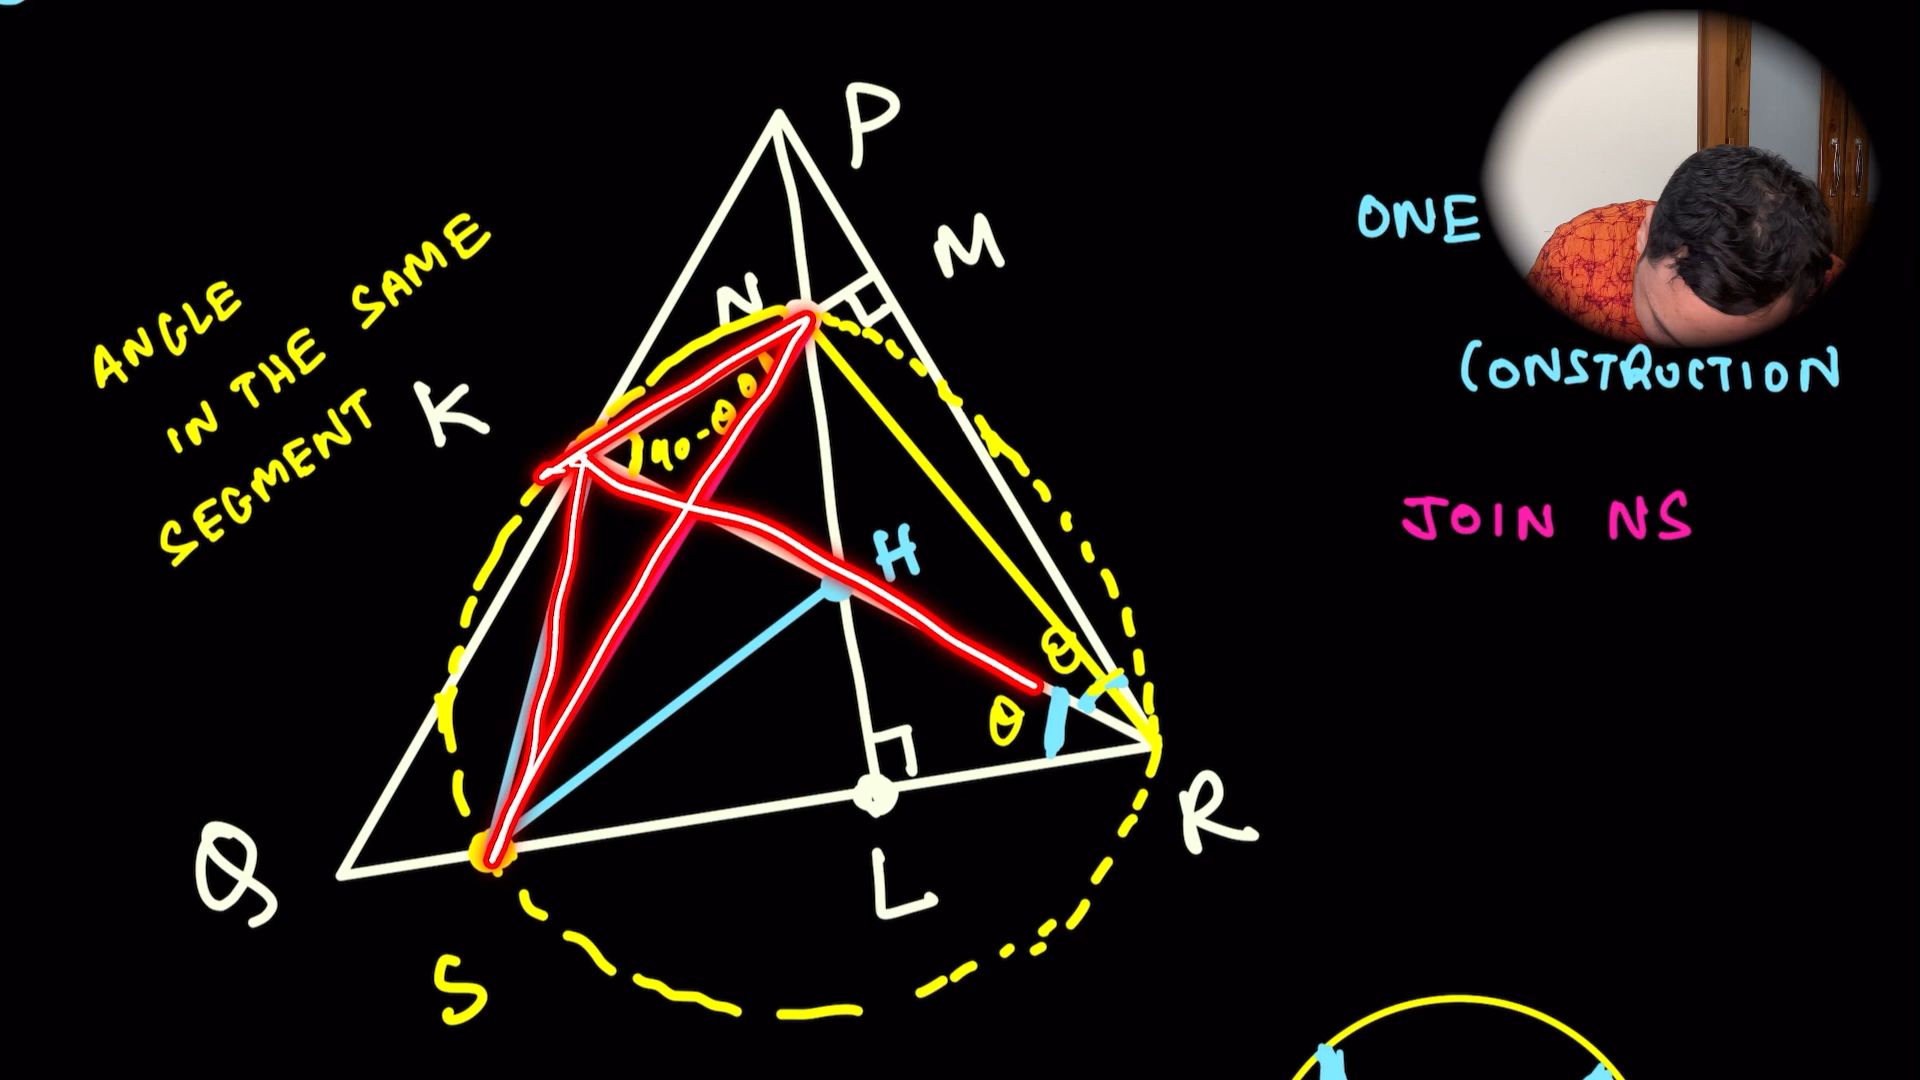 P
M
N
K
H
Q
S
L
R
θ
90-θ
θ
θ
ANGLE
IN THE SAME
SEGMENT
ONE
CONSTRUCTION
JOIN NS